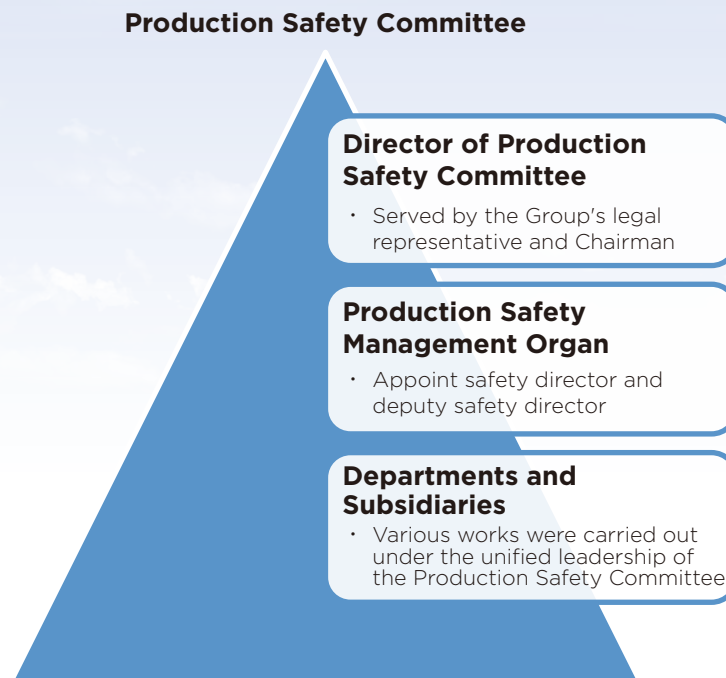 Production Safety Committee
Director of Production
Safety Committee
· Served by the Group's legal
representative and Chairman
Production Safety
Management Organ
· Appoint safety director and
deputy safety director
Departments and
Subsidiaries
· Various works were carried out
under the unified leadership of
the Production Safety Committee